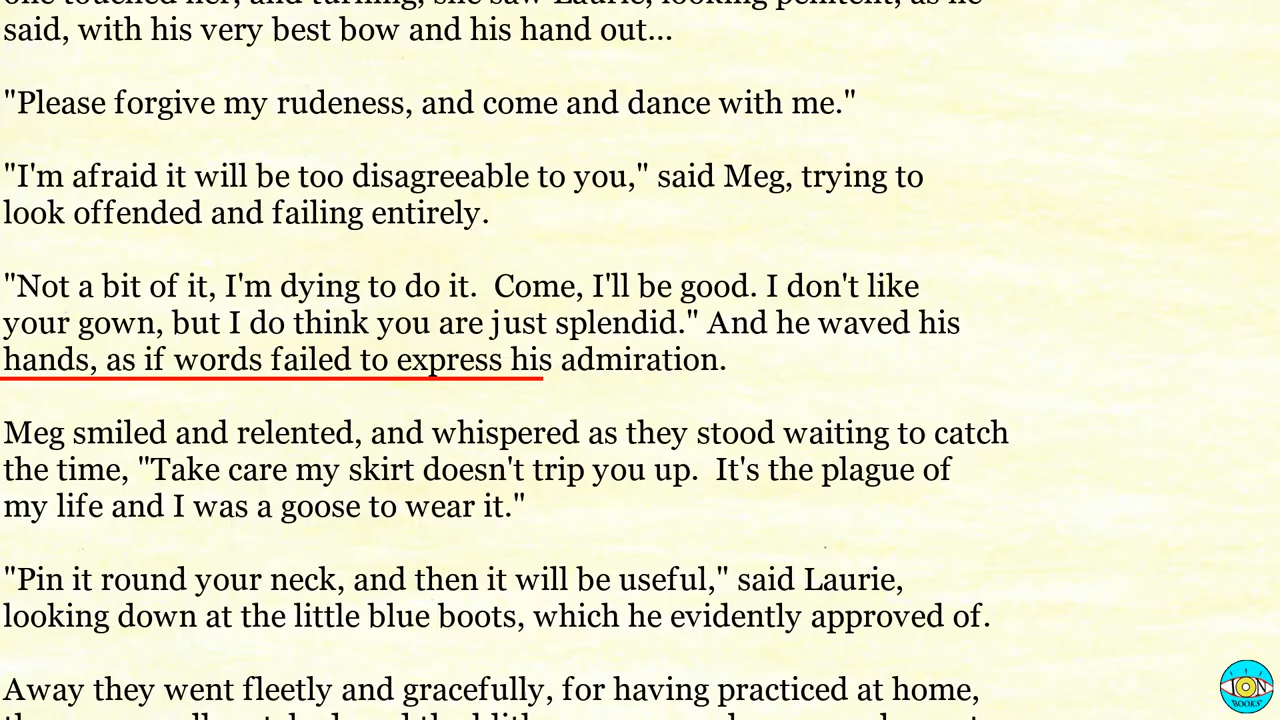 said, with his very best bow and his hand out...
"Please forgive my rudeness, and come and dance with me."
"I'm afraid it will be too disagreeable to you," said Meg, trying to
look offended and failing entirely.
"Not a bit of it, I'm dying to do it.  Come, I'll be good. I don't like
your gown, but I do think you are just splendid." And he waved his
hands, as if words failed to express his admiration.
Meg smiled and relented, and whispered as they stood waiting to catch
the time, "Take care my skirt doesn't trip you up.  It's the plague of
my life and I was a goose to wear it."
"Pin it round your neck, and then it will be useful," said Laurie,
looking down at the little blue boots, which he evidently approved of.
Away they went fleetly and gracefully, for having practiced at home,
ION
BOOKS